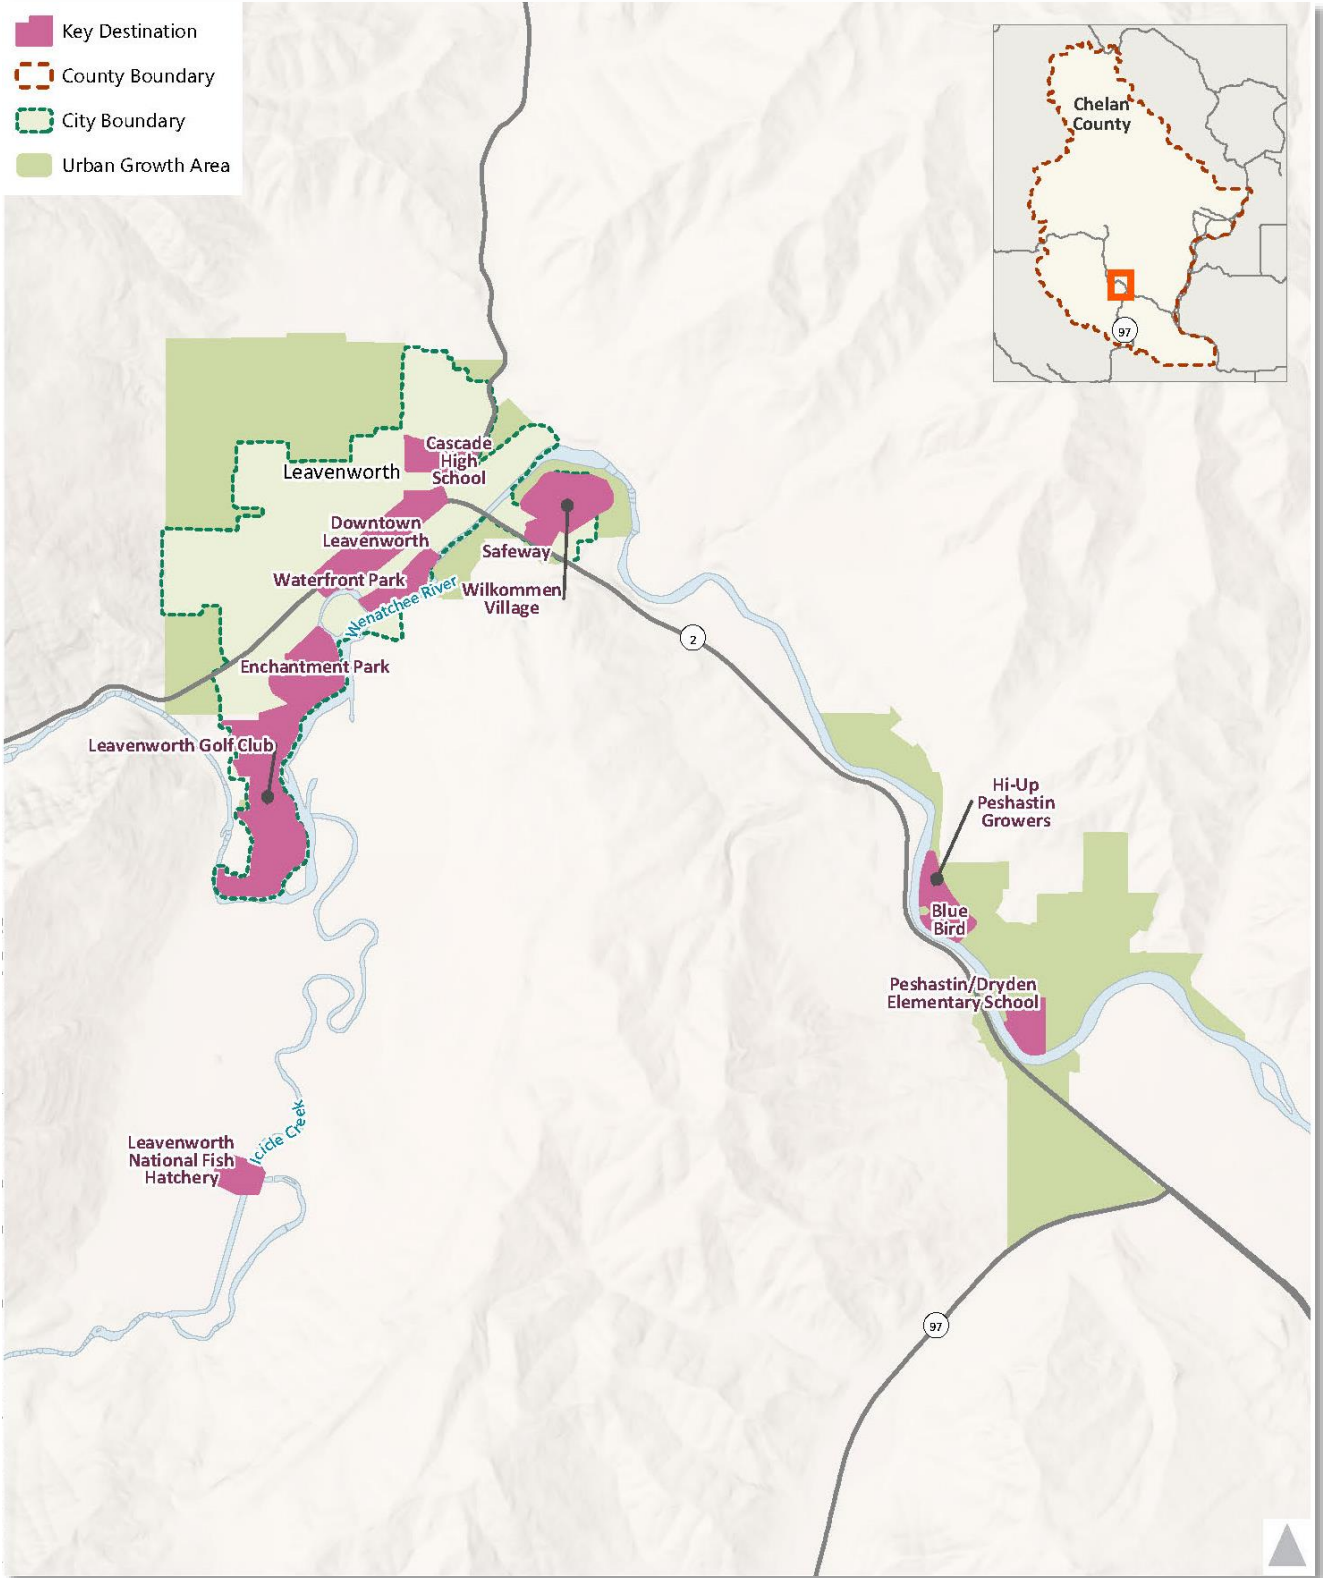 Key Destination
County Boundary
City Boundary
Urban Growth Area
Chelan
County
97
Cascade
High
School
Leavenworth
Downtown
Leavenworth
Safeway
Waterfront Park
Wenatchee River
Wilkommen
Village
2
Enchantment Park
Leavenworth Golf Club
Hi-Up
Peshastin
Growers
Blue
Bird
Peshastin/Dryden
Elementary School
Icicle Creek
Leavenworth
National Fish
Hatchery
97